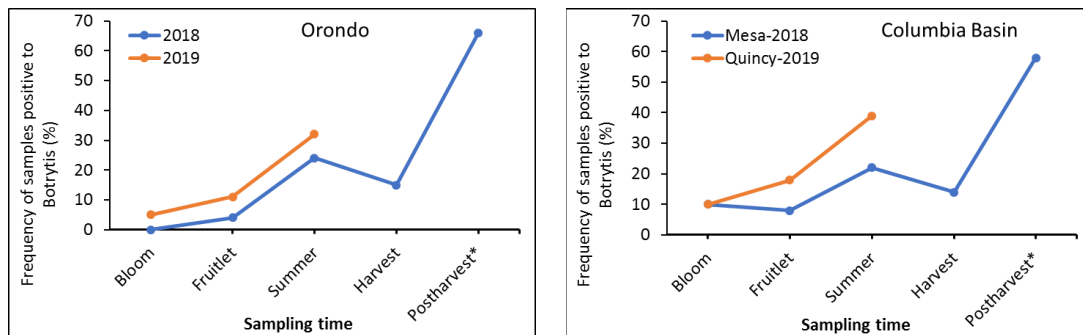 Orondo
2018
2019
Frequency of samples positive to
Botrytis (%)
70
60
50
40
30
20
10
0
Bloom
Fruitlet
Summer
Harvest
Postharvest*
Sampling time
Columbia Basin
Mesa-2018
Quincy-2019
Frequency of samples positive to
Botrytis (%)
70
60
50
40
30
20
10
0
Bloom
Fruitlet
Summer
Harvest
Postharvest*
Sampling time